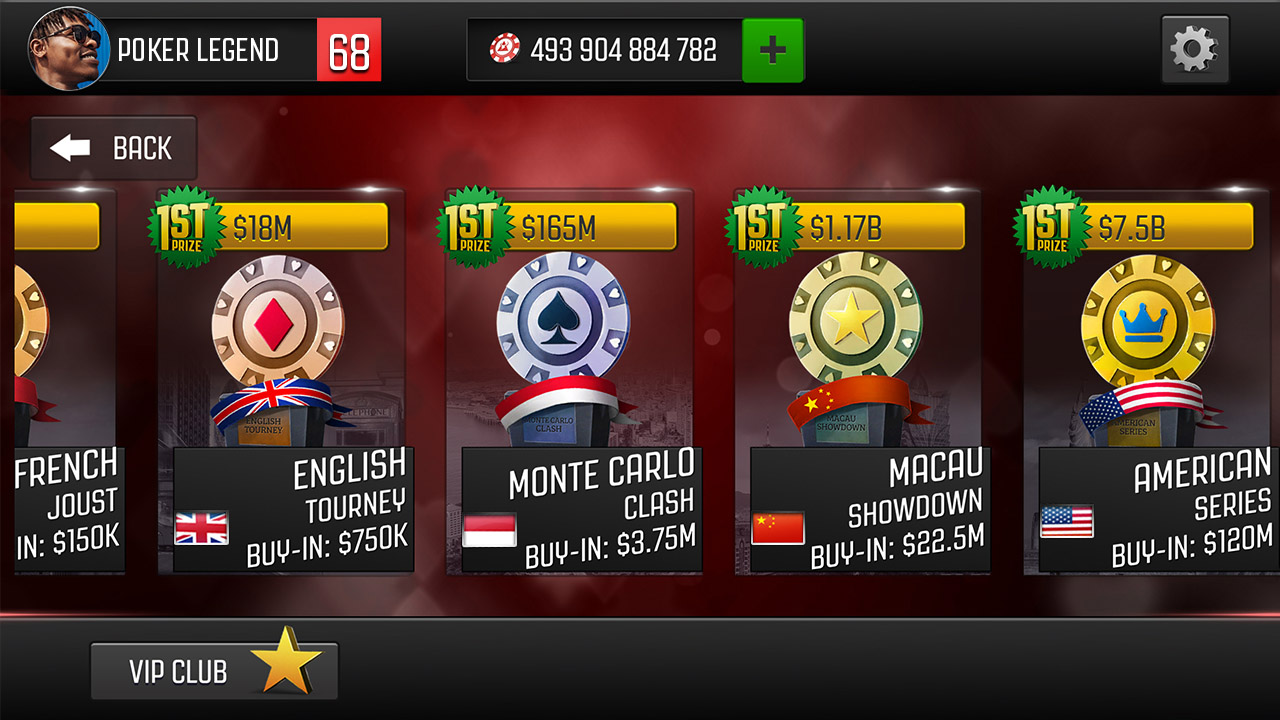 POKER LEGEND
68
493 904 884 782
+
BACK
1ST
PRIZE
$18M
1ST
PRIZE
$165M
1ST
PRIZE
$1.17B
1ST
PRIZE
$7.5B
TELEPHONE
ENGLISH
TOURNEY
MONTE CARLO
CLASH
MACAU
SHOWDOWN
AMERICAN
SERIES
FRENCH
JOUST
IN: $150K
ENGLISH
TOURNEY
BUY-IN: $750K
MONTE CARLO
CLASH
BUY-IN: $3.75M
MACAU
SHOWDOWN
BUY-IN: $22.5M
AMERICAN
SERIES
BUY-IN: $120M
VIP CLUB